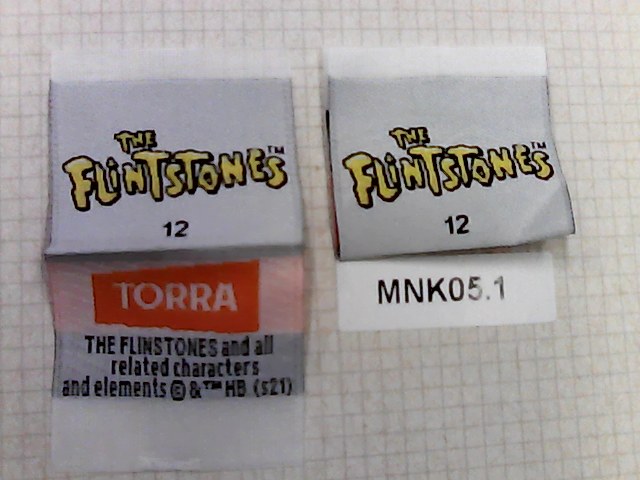 THE
FLINTSTONES™
12
TORRA
THE FLINSTONES and all
related characters
and elements © & ™ HB (s21)
THE
FLINTSTONES™
12
MNK05.1